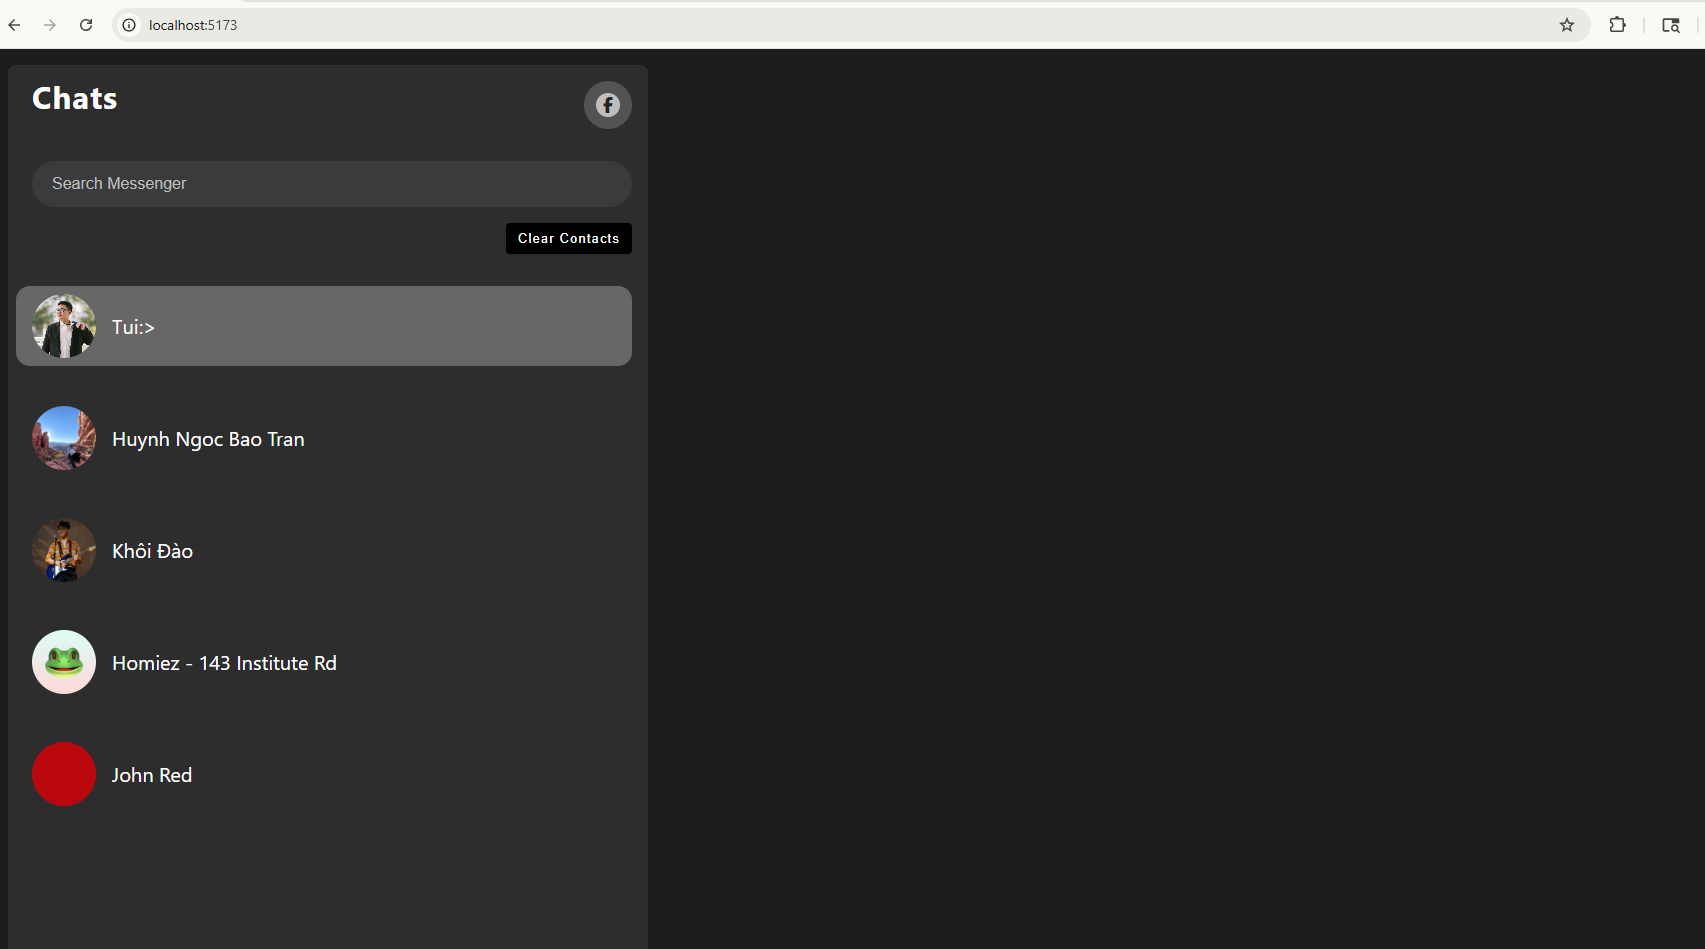 localhost:5173
Chats
Search Messenger
Clear Contacts
Tui:>
Huynh Ngoc Bao Tran
Khôi Đào
Homiez - 143 Institute Rd
John Red